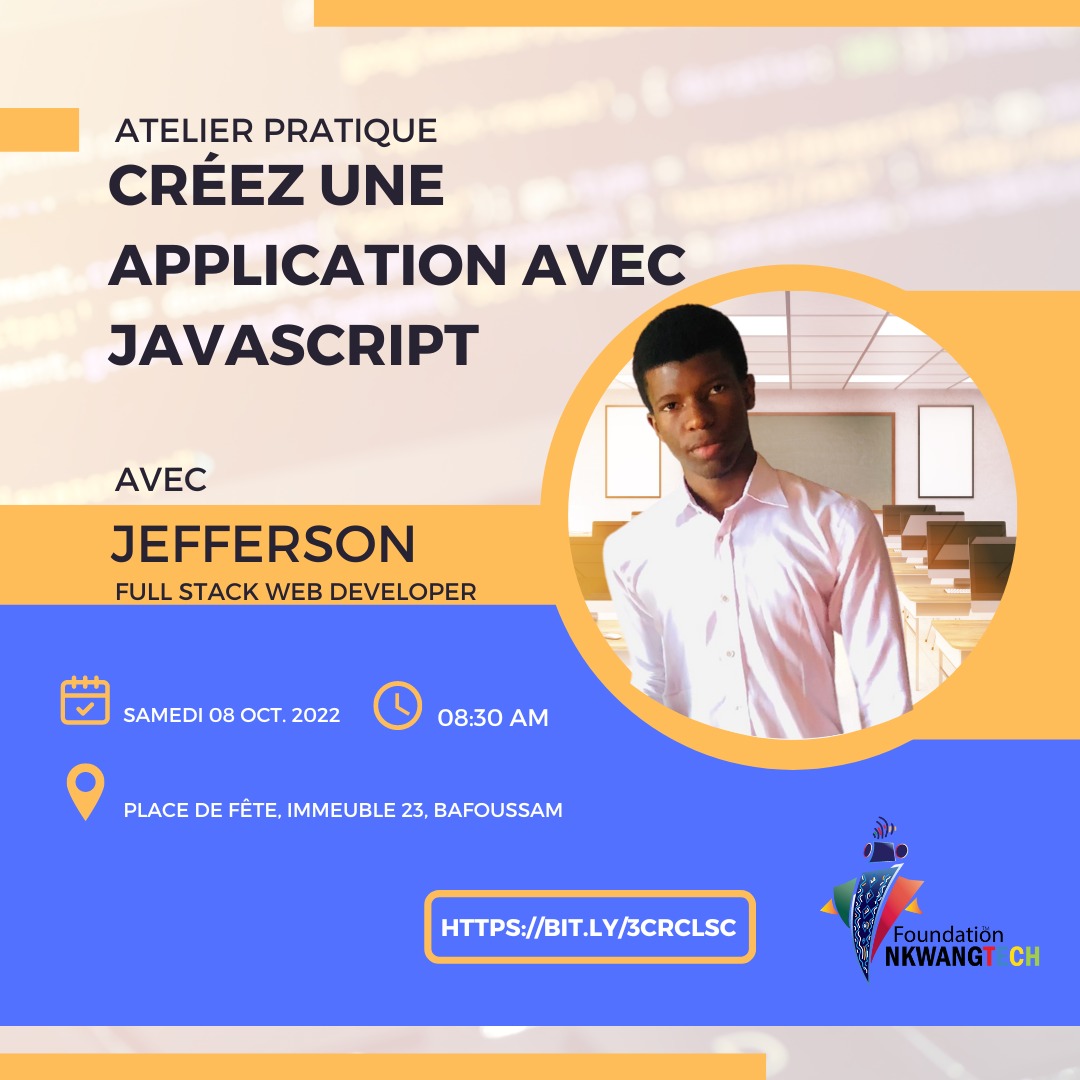 ATELIER PRATIQUE
CRÉEZ UNE
APPLICATION AVEC
JAVASCRIPT
AVEC
JEFFERSON
FULL STACK WEB DEVELOPER
SAMEDI 08 OCT. 2022
08:30 AM
PLACE DE FÊTE, IMMEUBLE 23, BAFOUSSAM
HTTPS://BIT.LY/3CRCLSC
Foundation
NKWANGTECH